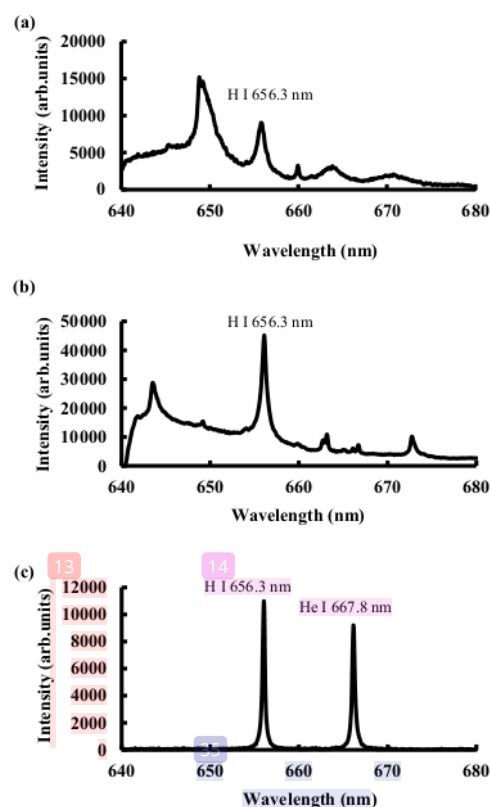 (a)
20000
15000
10000
5000
0
Intensity (arb.units)
H I 656.3 nm
640 650 660 670 680
Wavelength (nm)
(b)
50000
40000
30000
20000
10000
0
Intensity (arb.units)
H I 656.3 nm
640 650 660 670 680
Wavelength (nm)
(c)
13
14
12000
10000
8000
6000
4000
2000
0
Intensity (arb.units)
H I 656.3 nm
He I 667.8 nm
35
640 650 660 670 680
Wavelength (nm)